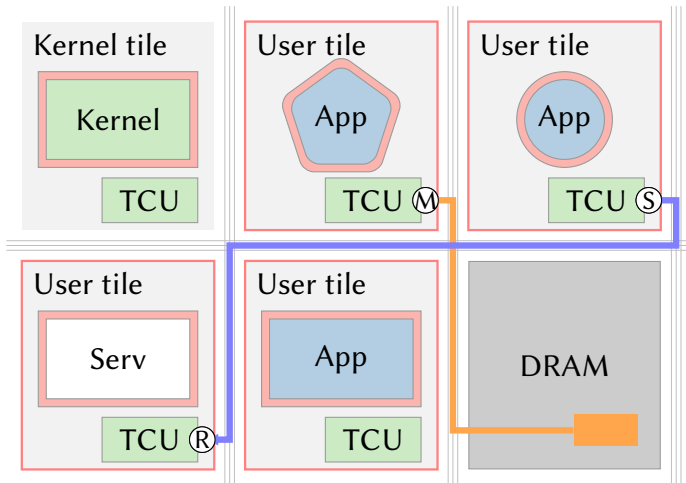 Kernel tile
Kernel
TCU
User tile
App
TCU M
User tile
App
TCU S
User tile
Serv
TCU R
User tile
App
TCU
DRAM